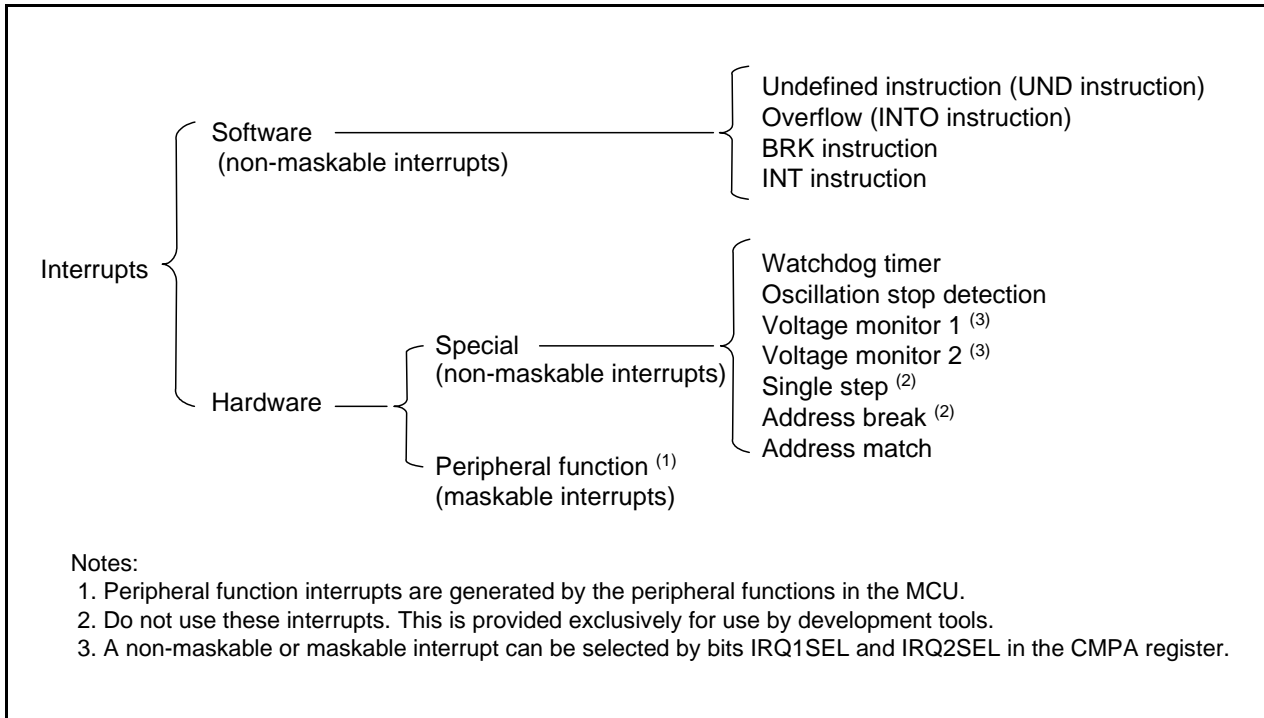 Undefined instruction (UND instruction)
Software
Overflow (INTO instruction)
(non-maskable interrupts)
BRK instruction
INT instruction
Interrupts
Watchdog timer
Oscillation stop detection
Voltage monitor 1 (3)
Special
Voltage monitor 2 (3)
(non-maskable interrupts)
Single step (2)
Hardware
Address break (2)
Address match
Peripheral function (1)
(maskable interrupts)
Notes:
1. Peripheral function interrupts are generated by the peripheral functions in the MCU.
2. Do not use these interrupts. This is provided exclusively for use by development tools.
3. A non-maskable or maskable interrupt can be selected by bits IRQ1SEL and IRQ2SEL in the CMPA register.